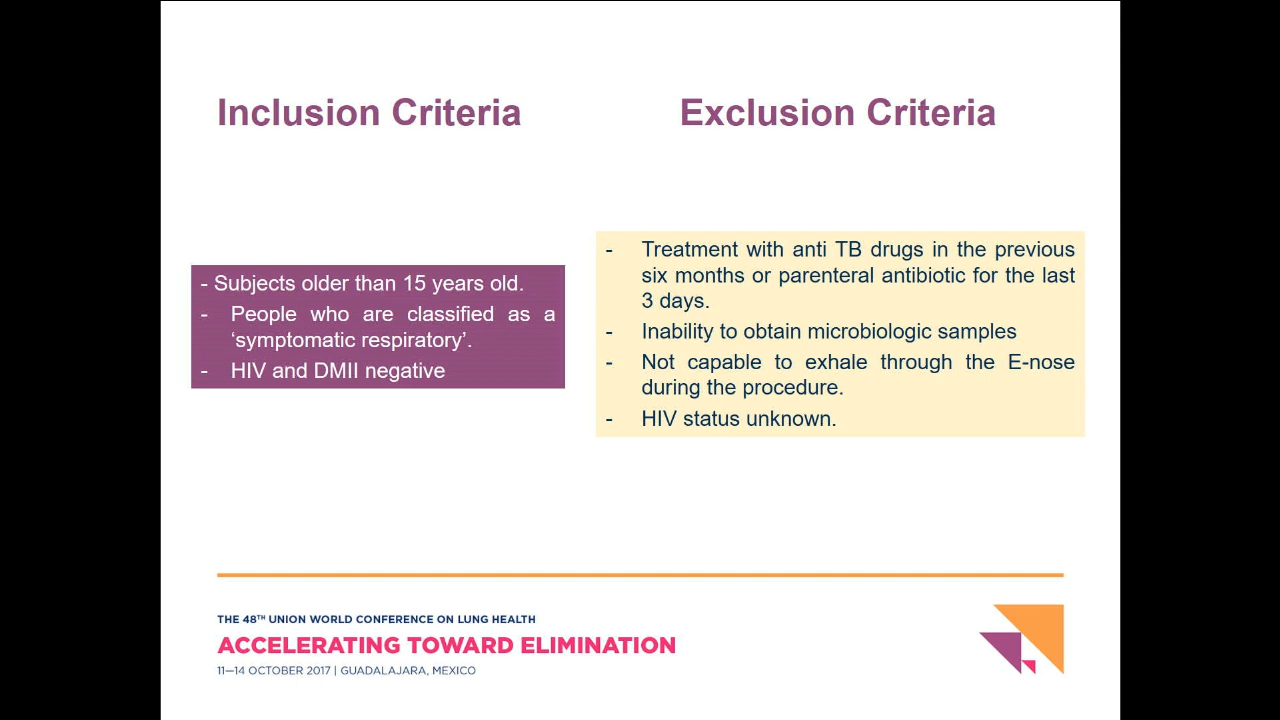 Inclusion Criteria
Exclusion Criteria
- Subjects older than 15 years old.
- People who are classified as a
‘symptomatic respiratory’.
- HIV and DMII negative
- Treatment with anti TB drugs in the previous
six months or parenteral antibiotic for the last
3 days.
- Inability to obtain microbiologic samples
- Not capable to exhale through the E-nose
during the procedure.
- HIV status unknown.
THE 48TH UNION WORLD CONFERENCE ON LUNG HEALTH
ACCELERATING TOWARD ELIMINATION
11—14 OCTOBER 2017 | GUADALAJARA, MEXICO